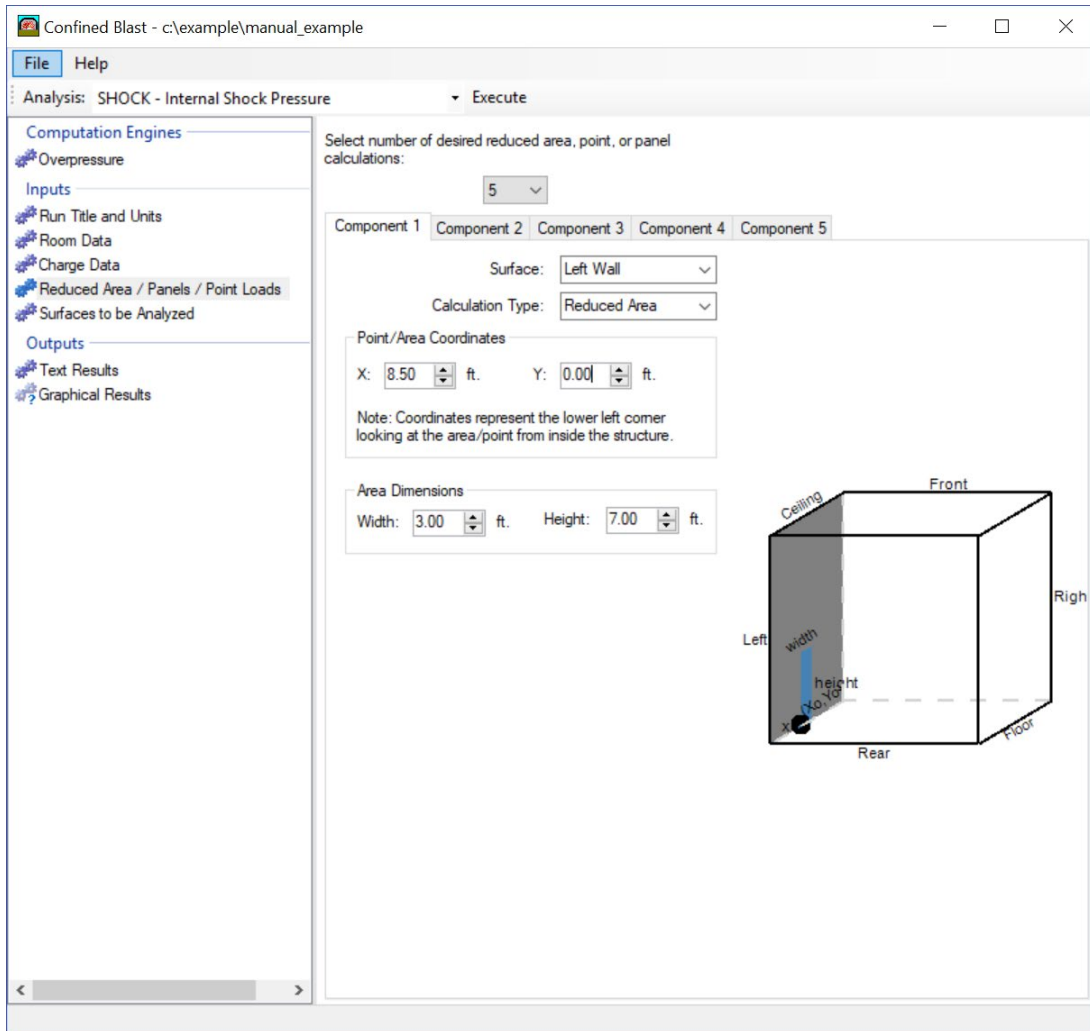 Confined Blast - c:\example\manual_example
File Help
Analysis: SHOCK - Internal Shock Pressure Execute
Computation Engines
Overpressure
Inputs
Run Title and Units
Room Data
Charge Data
Reduced Area / Panels / Point Loads
Surfaces to be Analyzed
Outputs
Text Results
Graphical Results
Select number of desired reduced area, point, or panel
calculations:
5
Component 1 Component 2 Component 3 Component 4 Component 5
Surface: Left Wall
Calculation Type: Reduced Area
Point/Area Coordinates
X: 8.50 ft. Y: 0.00 ft.
Note: Coordinates represent the lower left corner
looking at the area/point from inside the structure.
Area Dimensions
Width: 3.00 ft. Height: 7.00 ft.
Front
Ceiling
Righ
Left
width
height
(Xo,Yo
x
Floor
Rear